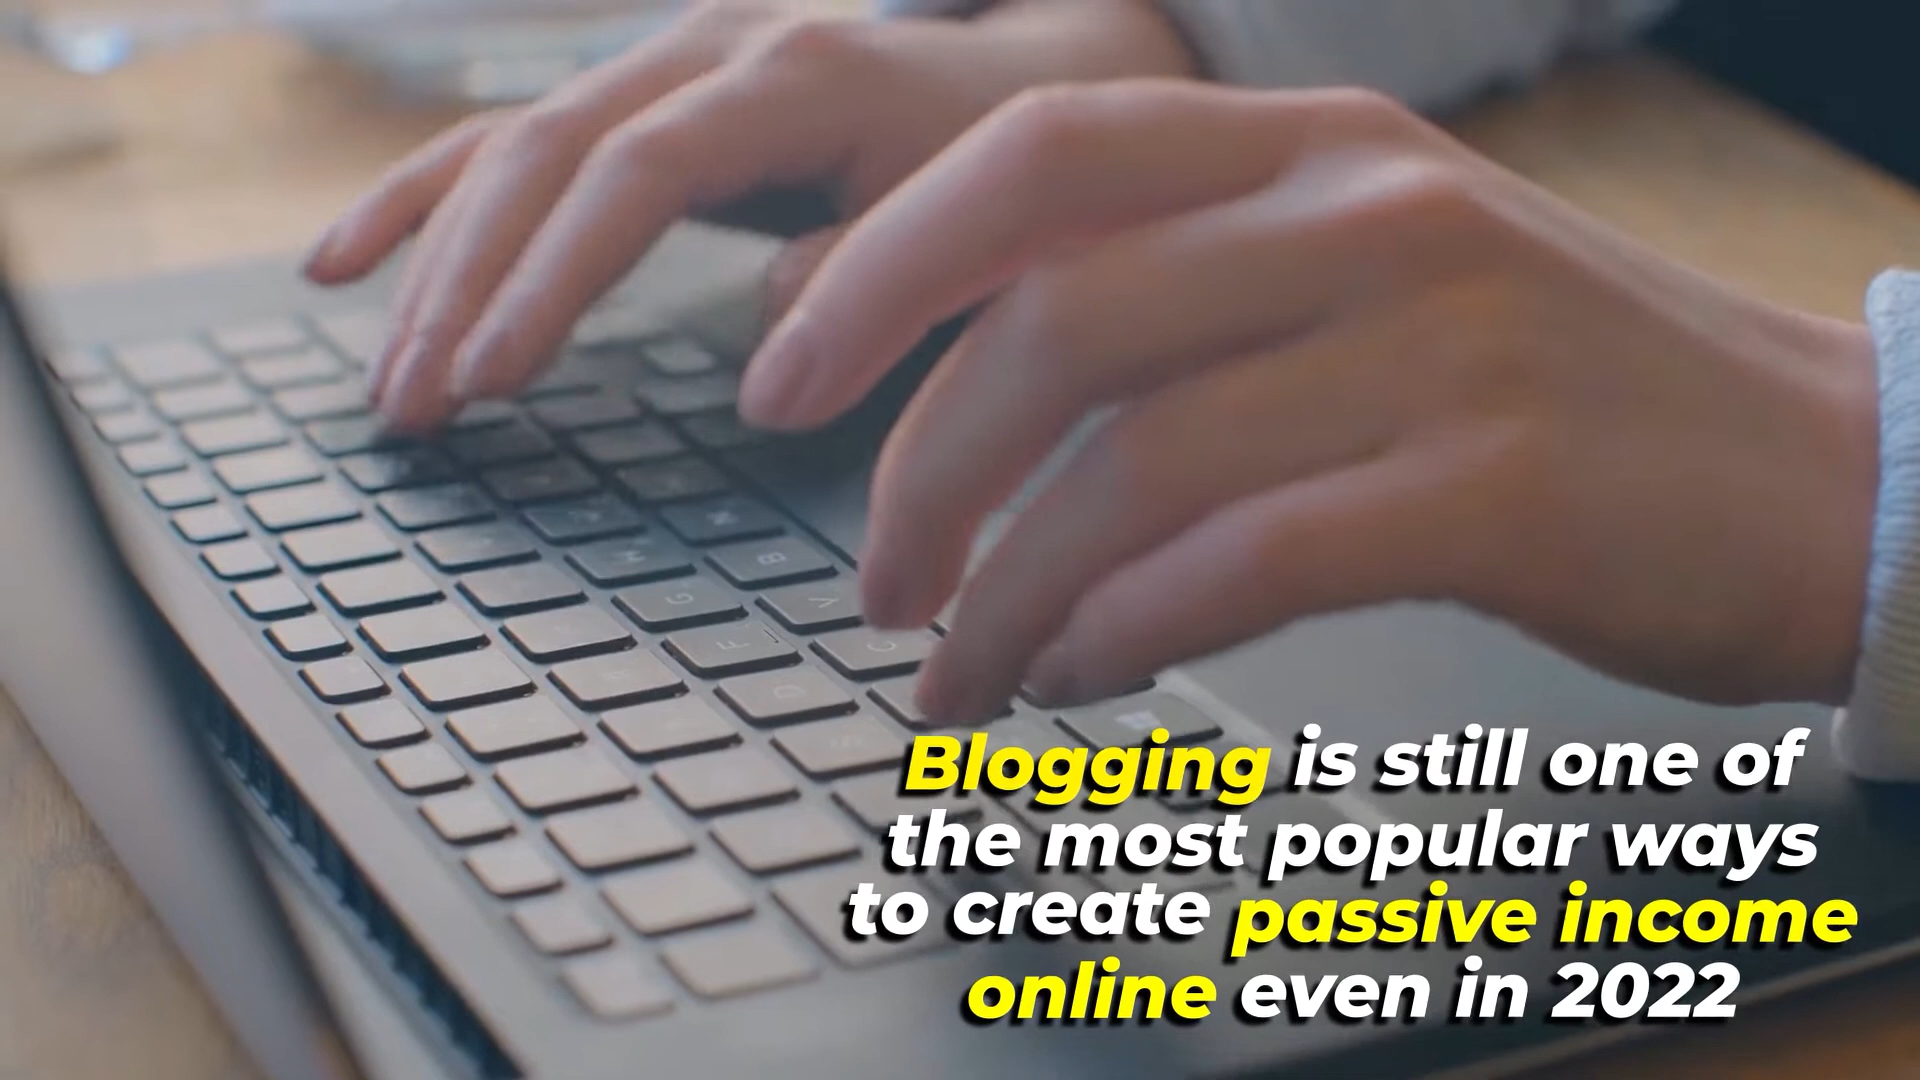 Blogging is still one of
the most popular ways
to create passive income
online even in 2022
N
B
H
V
G
C
F
D
S